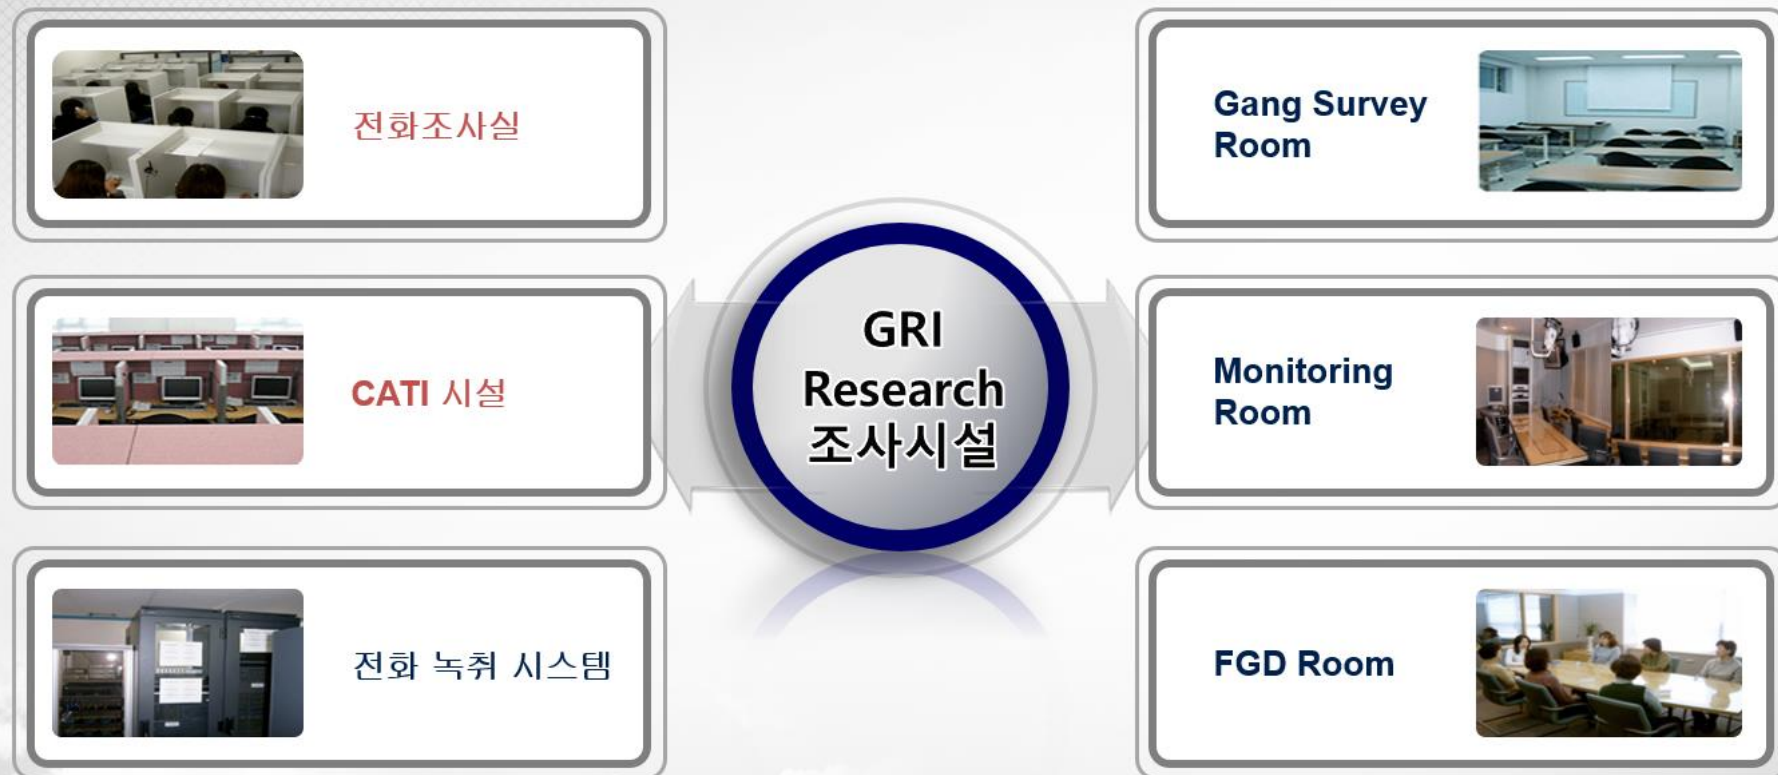 전화조사실
CATI 시설
전화 녹취 시스템
GRI
Research
조사시설
Gang Survey
Room
Monitoring
Room
FGD Room